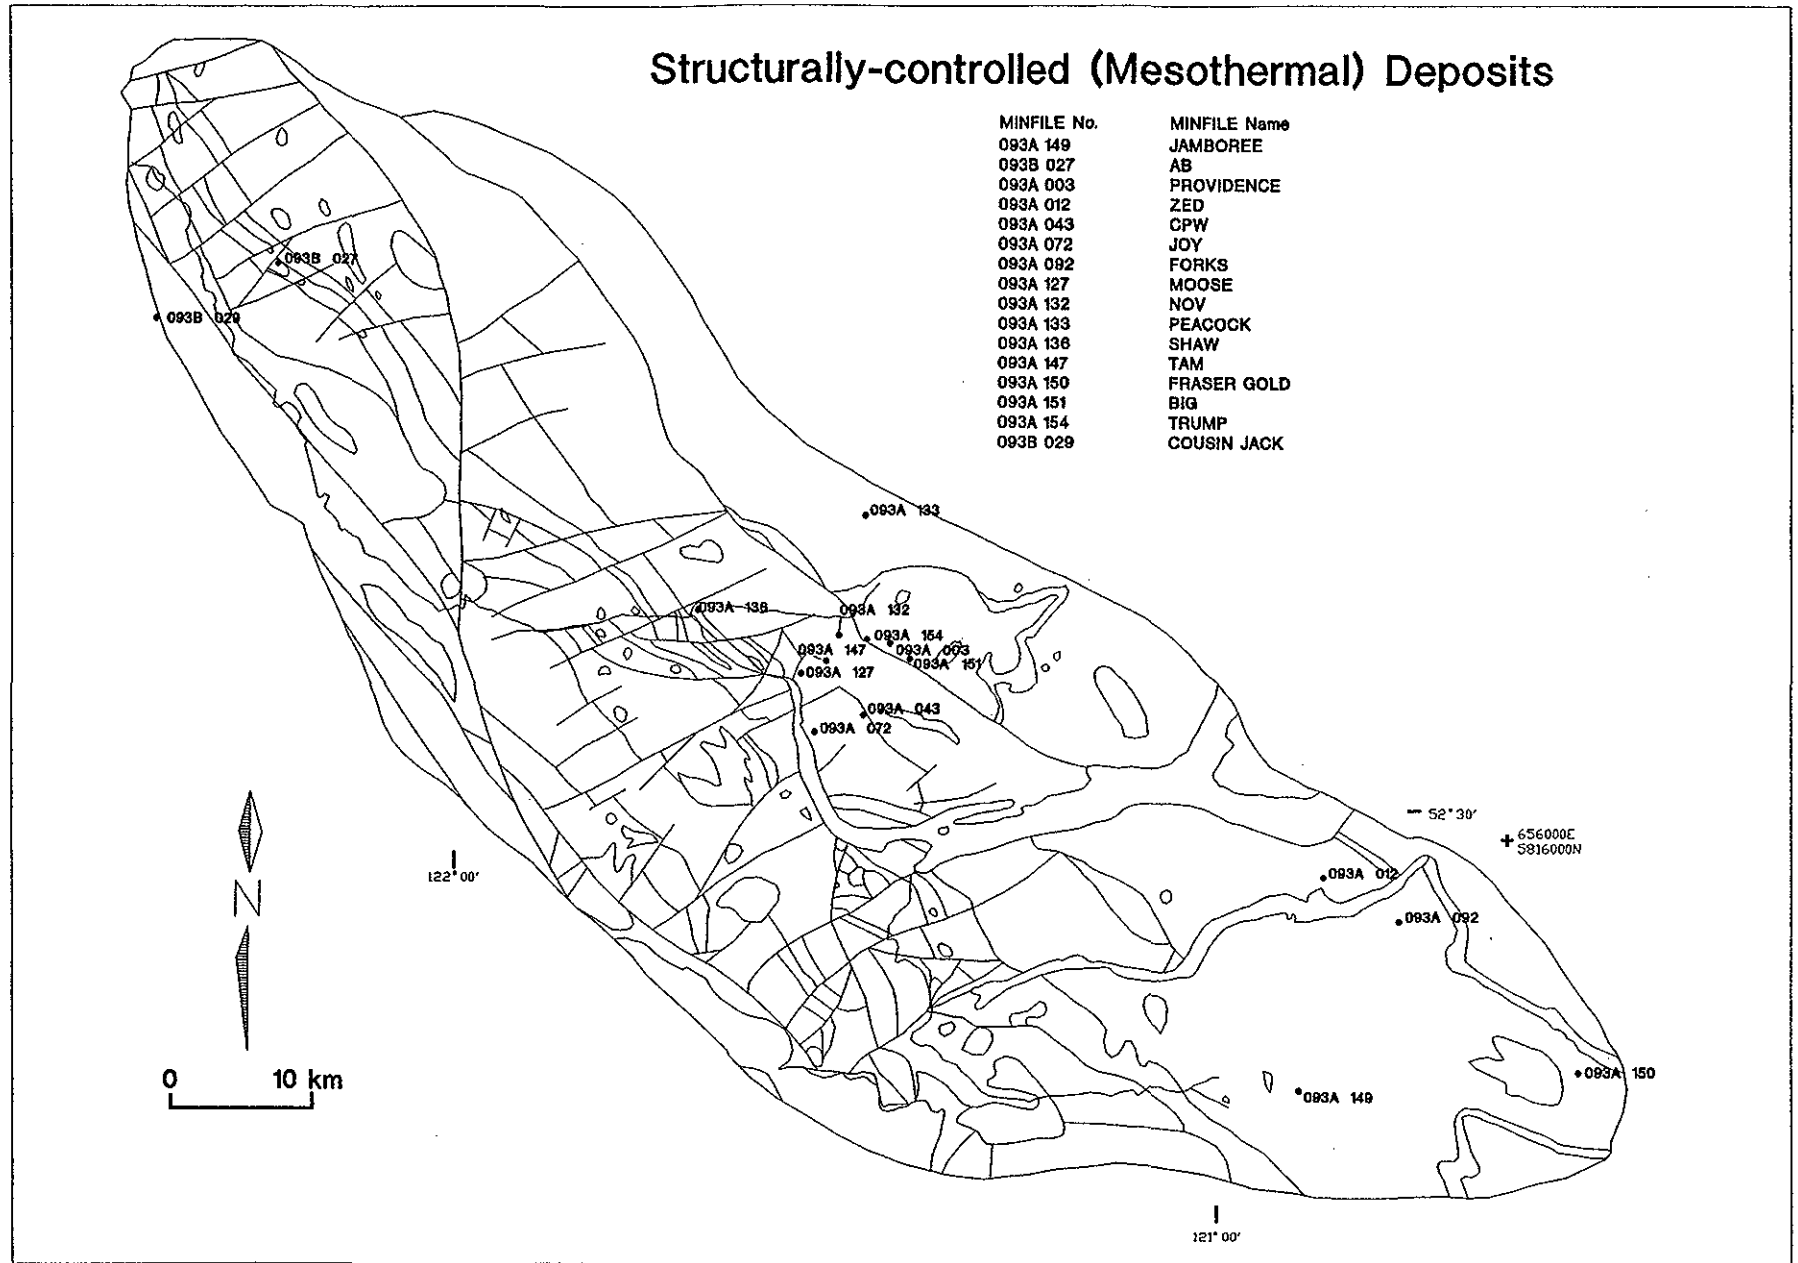 Structurally-controlled (Mesothermal) Deposits
MINFILE No. MINFILE Name
093A 149 JAMBOREE
093B 027 AB
093A 003 PROVIDENCE
093A 012 ZED
093A 043 CPW
093A 072 JOY
093A 092 FORKS
093A 127 MOOSE
093A 132 NOV
093A 133 PEACOCK
093A 136 SHAW
093A 147 TAM
093A 150 FRASER GOLD
093A 151 BIG
093A 154 TRUMP
093B 029 COUSIN JACK
093B 027
093B 029
093A 133
093A 136
093A 132
093A 154
093A 147
093A 003
093A 151
093A 127
093A 043
093A 072
52°30'
656000E
5816000N
122°00'
093A 012
N
093A 092
0 10 km
093A 150
093A 149
121°00'